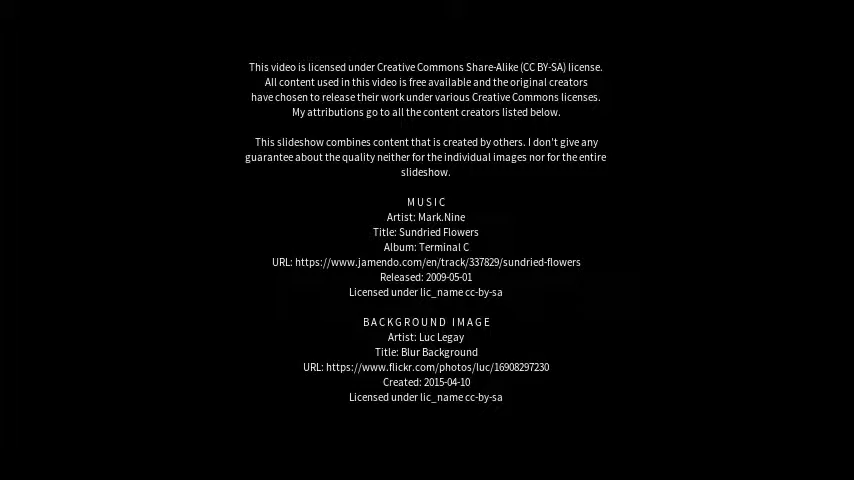 This video is licensed under Creative Commons Share-Alike (CC BY-SA) license.
All content used in this video is free available and the original creators
have chosen to release their work under various Creative Commons licenses.
My attributions go to all the content creators listed below.
This slideshow combines content that is created by others. I don't give any
guarantee about the quality neither for the individual images nor for the entire
slideshow.
MUSIC
Artist: Mark.Nine
Title: Sundried Flowers
Album: Terminal C
URL: https://www.jamendo.com/en/track/337829/sundried-flowers
Released: 2009-05-01
Licensed under lic_name cc-by-sa
BACKGROUND IMAGE
Artist: Luc Legay
Title: Blur Background
URL: https://www.flickr.com/photos/luc/16908297230
Created: 2015-04-10
Licensed under lic_name cc-by-sa